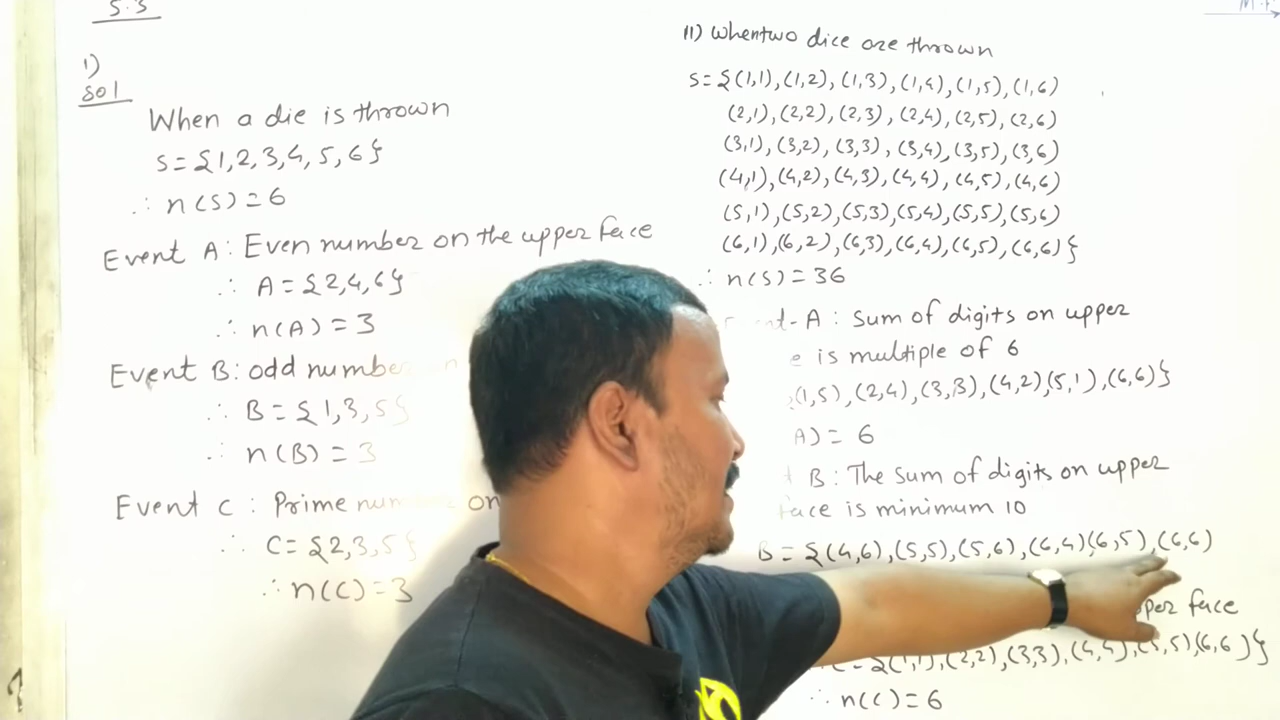 5.3
1)
sol
When a die is thrown
S={1,2,3,4,5,6}
∴ n(S)=6
Event A: Even number on the upper face
∴ A={2,4,6}
∴ n(A)=3
Event B: odd number
∴ B={1,3,5}
∴ n(B)=3
Event C: Prime num on
∴ C={2,3,5}
∴ n(C)=3
II) When two dice are thrown
S={(1,1),(1,2),(1,3),(1,4),(1,5),(1,6)
(2,1),(2,2),(2,3),(2,4),(2,5),(2,6)
(3,1),(3,2),(3,3),(3,4),(3,5),(3,6)
(4,1),(4,2),(4,3),(4,4),(4,5),(4,6)
(5,1),(5,2),(5,3),(5,4),(5,5),(5,6)
(6,1),(6,2),(6,3),(6,4),(6,5),(6,6)}
∴ n(S)=36
nt-A: Sum of digits on upper
e is multiple of 6
(1,5),(2,4),(3,3),(4,2),(5,1),(6,6)}
A)=6
B: The sum of digits on upper
face is minimum 10
B={(4,6),(5,5),(5,6),(6,4)(6,5),(6,6)
pper face
C={(1,1),(2,2),(3,3),(4,4),(5,5),(6,6)}
∴ n(C)=6